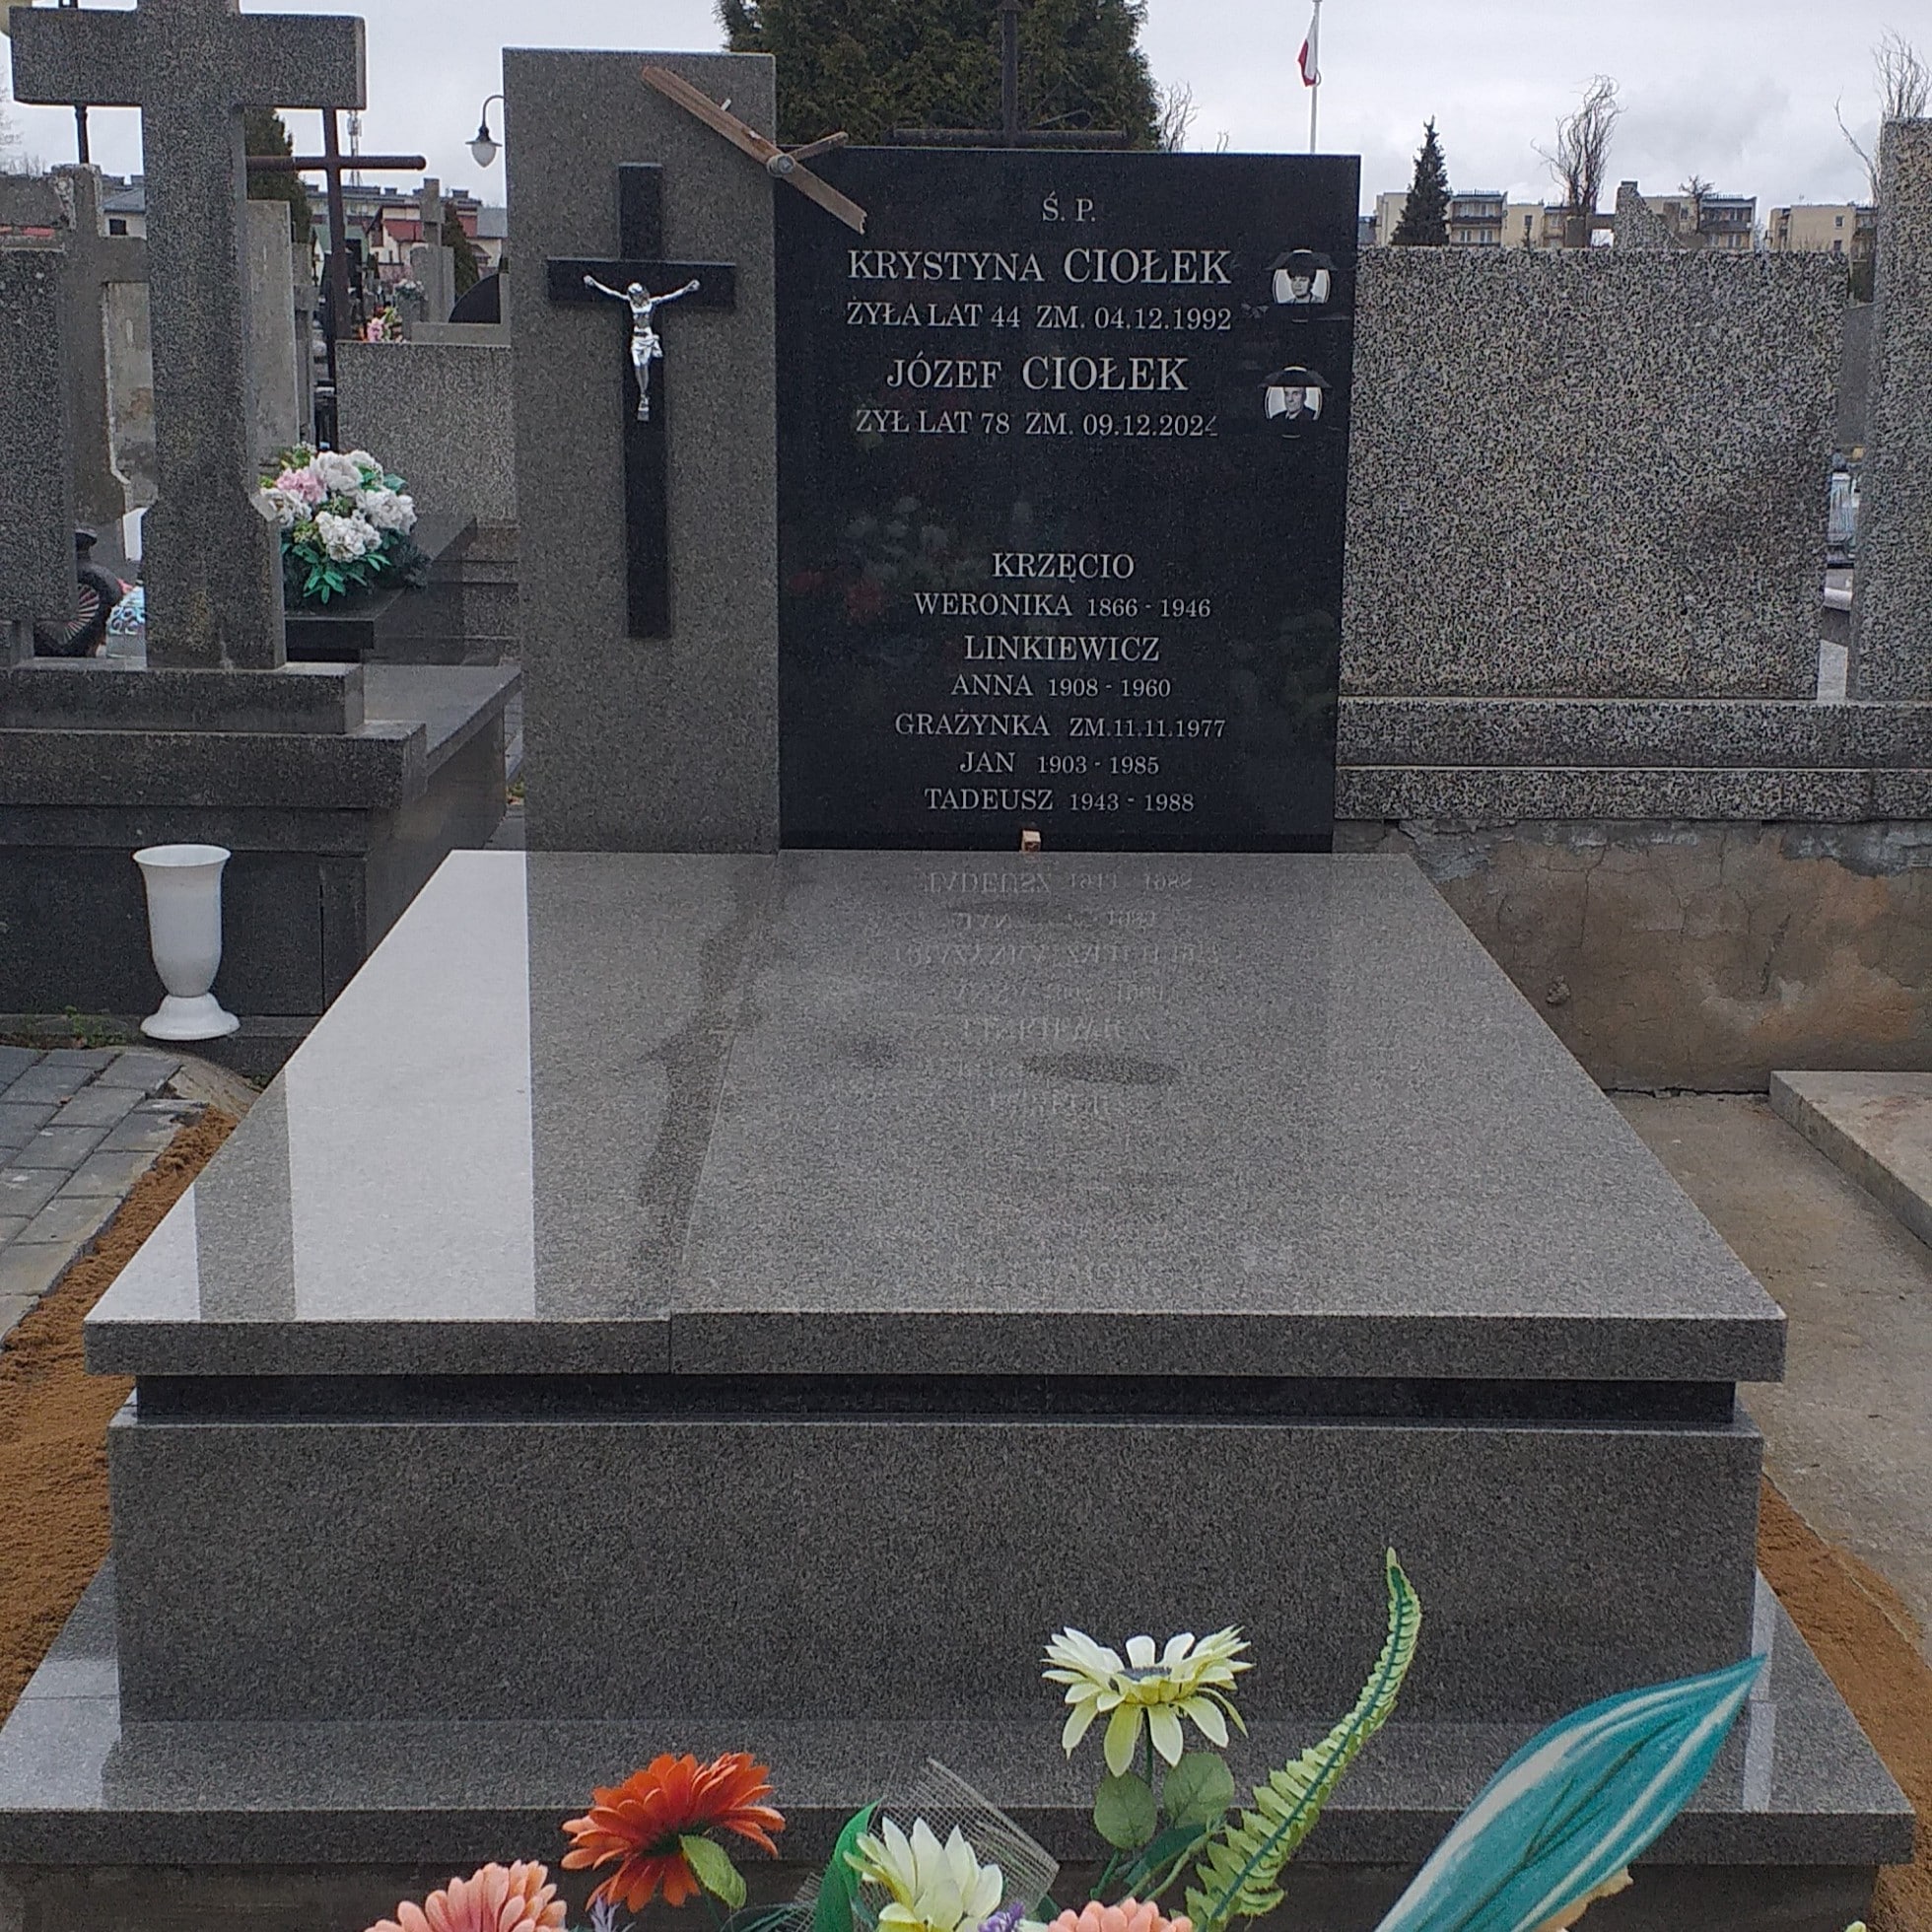 Ś. P.
KRYSTYNA CIOŁEK
ŻYŁA LAT 44 ZM. 04.12.1992
JÓZEF CIOŁEK
ŻYŁ LAT 78 ZM. 09.12.2024
KRZĘCIO
WERONIKA 1866 - 1946
LINKIEWICZ
ANNA 1908 - 1960
GRAŻYNKA ZM.11.11.1977
JAN 1903 - 1985
TADEUSZ 1943 - 1988